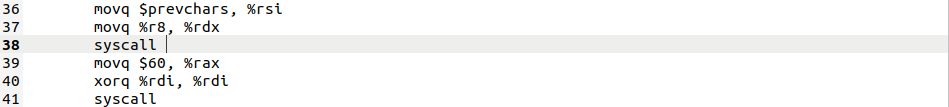 36 movq $prevchars, %rsi
37 movq %r8, %rdx
38 syscall
39 movq $60, %rax
40 xorq %rdi, %rdi
41 syscall